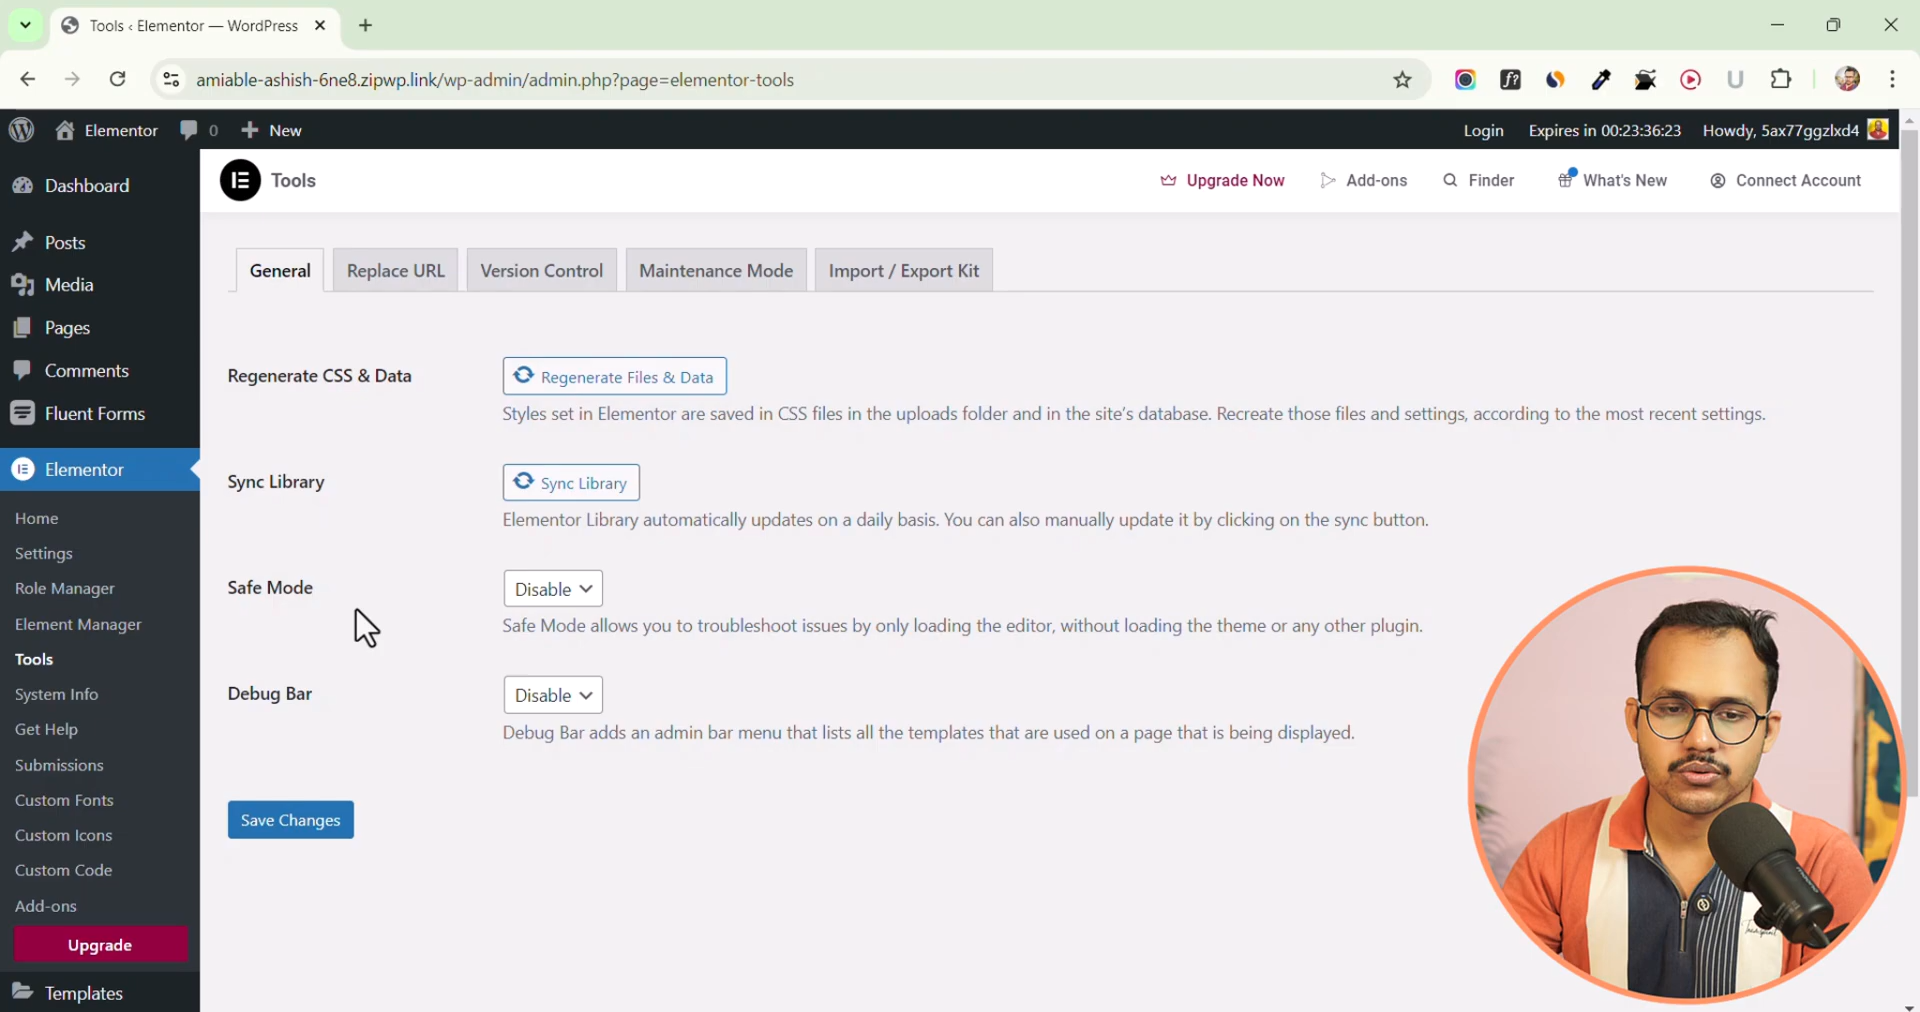 Tools ‹ Elementor — WordPress
amiable-ashish-6ne8.zipwp.link/wp-admin/admin.php?page=elementor-tools
Elementor 0 New Login Expires in 00:23:36:23 Howdy, 5ax77ggzlxd4
Tools Upgrade Now Add-ons Finder What's New Connect Account
Dashboard
Posts
Media
Pages
Comments
Fluent Forms
Elementor
Home
Settings
Role Manager
Element Manager
Tools
System Info
Get Help
Submissions
Custom Fonts
Custom Icons
Custom Code
Add-ons
Upgrade
Templates
General Replace URL Version Control Maintenance Mode Import / Export Kit
Regenerate CSS & Data Regenerate Files & Data
Styles set in Elementor are saved in CSS files in the uploads folder and in the site's database. Recreate those files and settings, according to the most recent settings.
Sync Library Sync Library
Elementor Library automatically updates on a daily basis. You can also manually update it by clicking on the sync button.
Safe Mode Disable
Safe Mode allows you to troubleshoot issues by only loading the editor, without loading the theme or any other plugin.
Debug Bar Disable
Debug Bar adds an admin bar menu that lists all the templates that are used on a page that is being displayed.
Save Changes